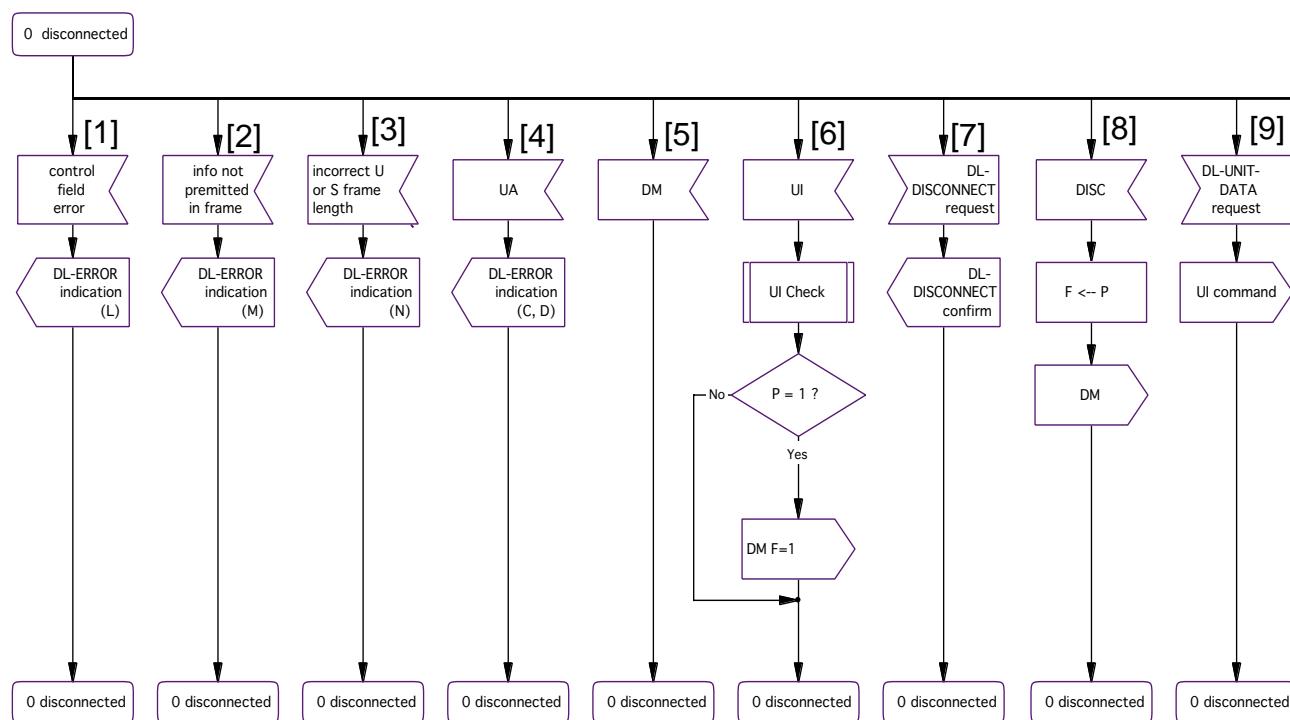 0 disconnected
[1]
[2]
[3]
[4]
[5]
[6]
[7]
[8]
[9]
control
field
error
info not
premitted
in frame
incorrect U
or S frame
length
UA
DM
UI
DL-
DISCONNECT
request
DISC
DL-UNIT-
DATA
request
DL-ERROR
indication
(L)
DL-ERROR
indication
(M)
DL-ERROR
indication
(N)
DL-ERROR
indication
(C, D)
UI Check
DL-
DISCONNECT
confirm
F <-- P
UI command
No
P = 1 ?
DM
Yes
DM F=1
0 disconnected
0 disconnected
0 disconnected
0 disconnected
0 disconnected
0 disconnected
0 disconnected
0 disconnected
0 disconnected